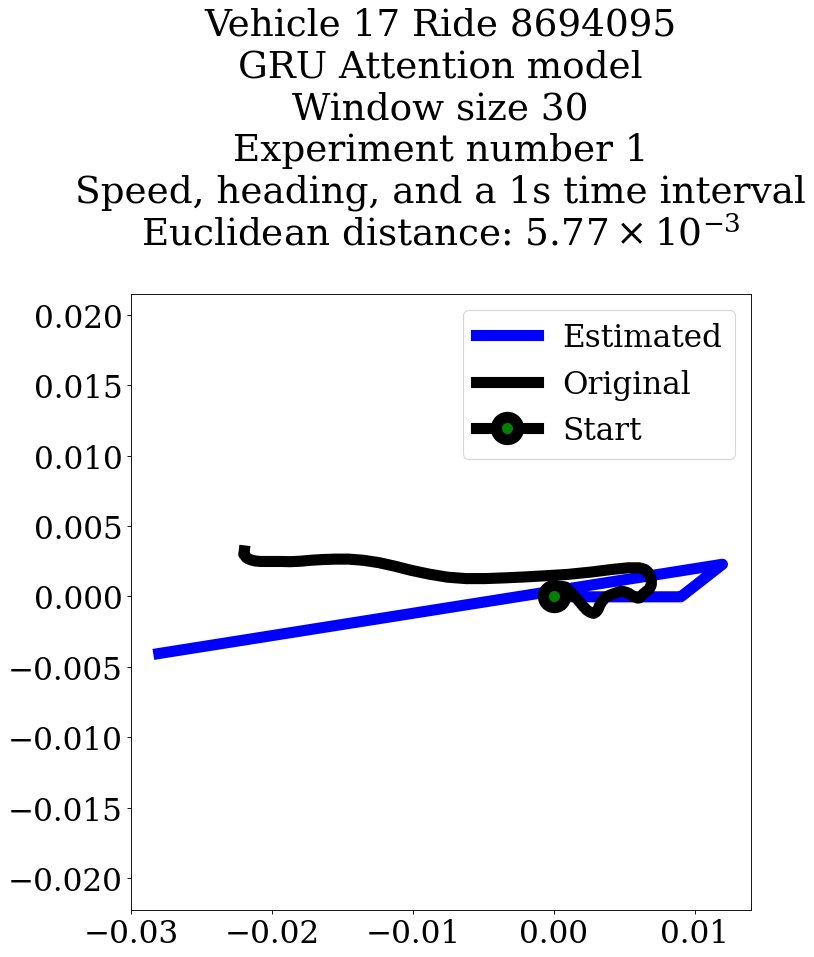 Vehicle 17 Ride 8694095
GRU Attention model
Window size 30
Experiment number 1
Speed, heading, and a 1s time interval
Euclidean distance: 5.77 × 10⁻³
Estimated
Original
Start
0.020
0.015
0.010
0.005
0.000
−0.005
−0.010
−0.015
−0.020
−0.03 −0.02 −0.01 0.00 0.01